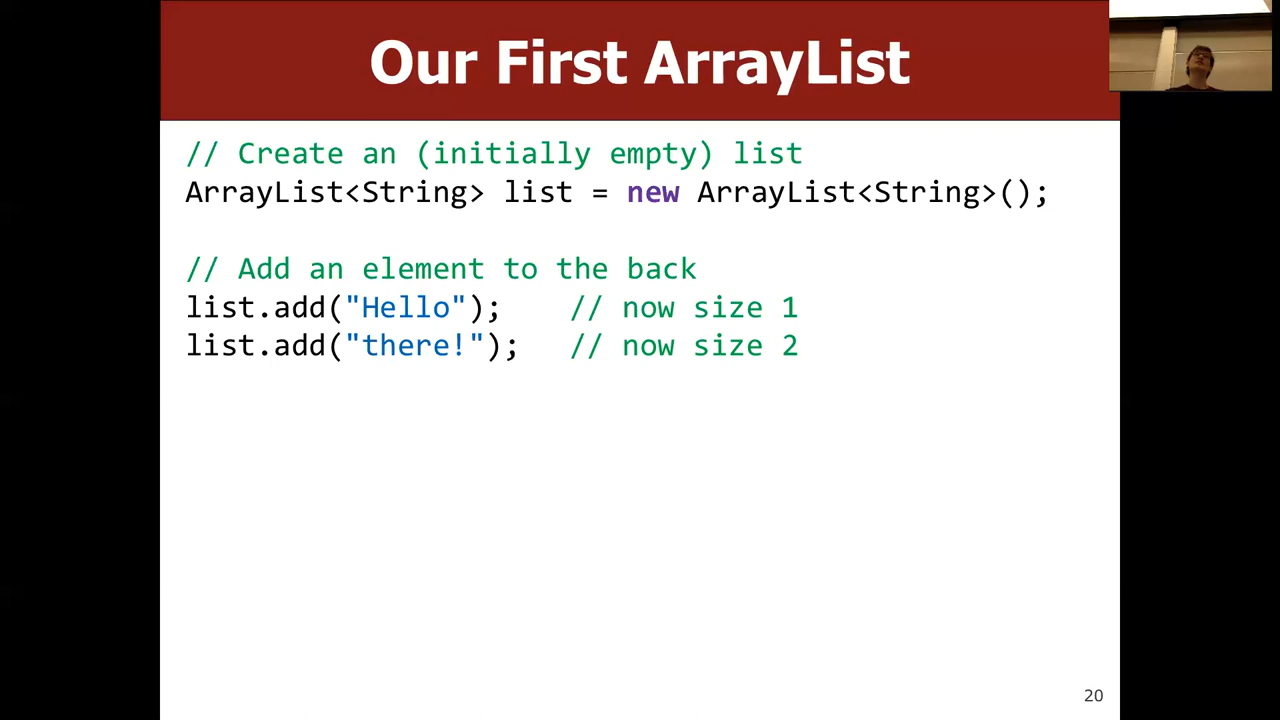 Our First ArrayList
// Create an (initially empty) list
ArrayList<String> list = new ArrayList<String>();
// Add an element to the back
list.add("Hello");    // now size 1
list.add("there!");   // now size 2
20